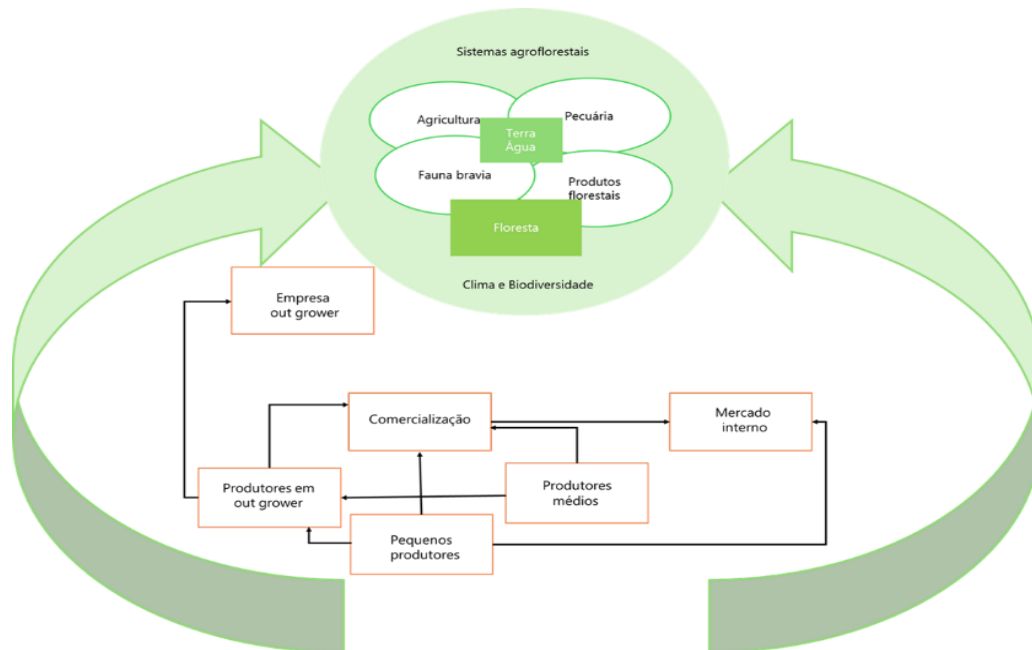 Sistemas agroflorestais
Agricultura
Pecuária
Terra
Água
Fauna bravia
Produtos
florestais
Floresta
Clima e Biodiversidade
Empresa
out grower
Comercialização
Mercado
interno
Produtores em
out grower
Produtores
médios
Pequenos
produtores